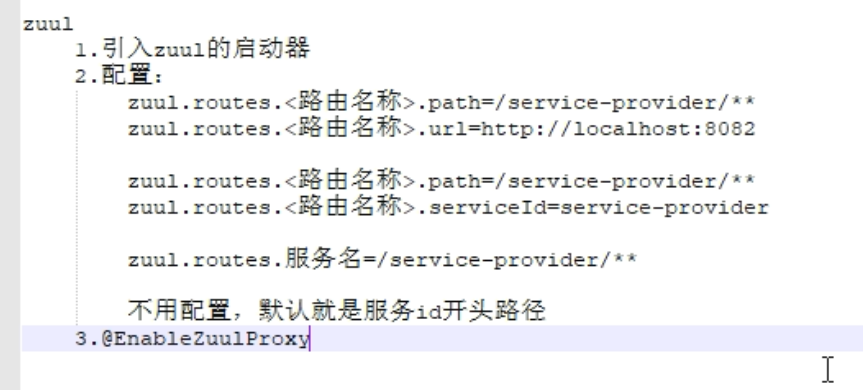 zuul
1.引入zuul的启动器
2.配置:
zuul.routes.<路由名称>.path=/service-provider/**
zuul.routes.<路由名称>.url=http://localhost:8082
zuul.routes.<路由名称>.path=/service-provider/**
zuul.routes.<路由名称>.serviceId=service-provider
zuul.routes.服务名=/service-provider/**
不用配置，默认就是服务id开头路径
3.@EnableZuulProxy